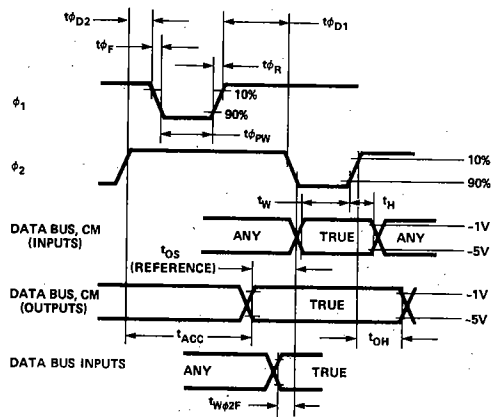 tϕD2
tϕD1
tϕF
tϕR
ϕ1
10%
90%
tϕPW
ϕ2
10%
90%
tW
tH
DATA BUS, CM
(INPUTS)
ANY
TRUE
ANY
–1V
–5V
tOS
(REFERENCE)
DATA BUS, CM
(OUTPUTS)
TRUE
–1V
–5V
tACC
tOH
DATA BUS INPUTS
ANY
TRUE
tWϕ2F